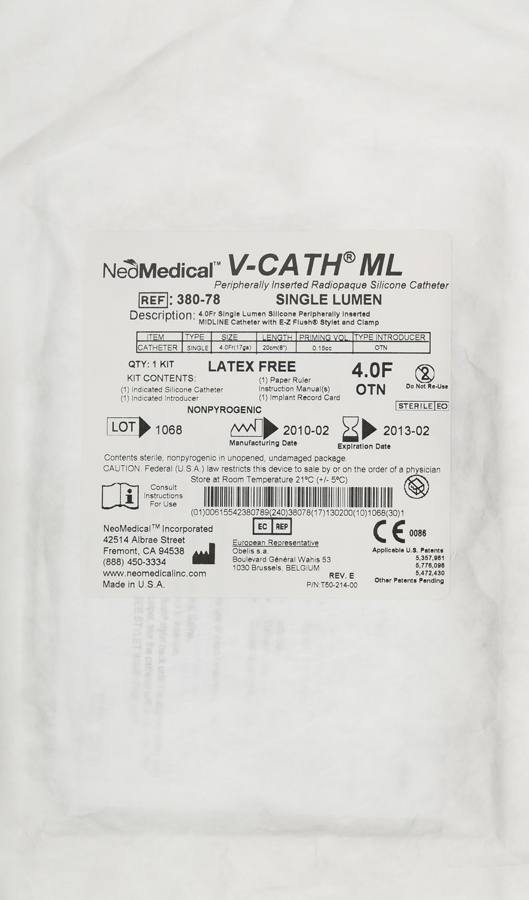 NeoMedical™ V-CATH® ML
Peripherally Inserted Radiopaque Silicone Catheter
REF: 380-78 SINGLE LUMEN
Description: 4.0Fr Single Lumen Silicone Peripherally Inserted
MIDLINE Catheter with E-Z Flush® Stylet and Clamp
ITEM TYPE SIZE LENGTH PRIMING VOL. TYPE INTRODUCER
CATHETER SINGLE 4.0Fr(17ga) 20cm(8") 0.15cc OTN
QTY: 1 KIT LATEX FREE 4.0F
OTN
KIT CONTENTS:
(1) Indicated Silicone Catheter
(1) Indicated Introducer
(1) Paper Ruler
Instruction Manual(s)
(1) Implant Record Card
2
Do Not Re-Use
NONPYROGENIC
STERILE EO
LOT 1068
2010-02
Manufacturing Date
2013-02
Expiration Date
Contents sterile, nonpyrogenic in unopened, undamaged package
CAUTION: Federal (U.S.A.) law restricts this device to sale by or on the order of a physician
Store at Room Temperature 21°C (+/- 5°C)
Consult
Instructions
For Use
(01)00615542380789(240)38078(17)130200(10)1068(30)1
NeoMedical™ Incorporated
42514 Albrae Street
Fremont, CA 94538
(888) 450-3334
www.neomedicalinc.com
Made in U.S.A.
EC REP
European Representative
Obelis s.a.
Boulevard Général Wahis 53
1030 Brussels, BELGIUM
REV. E
P/N:T50-214-00
CE 0086
Applicable U.S. Patents
5,357,961
5,776,096
5,472,430
Other Patents Pending